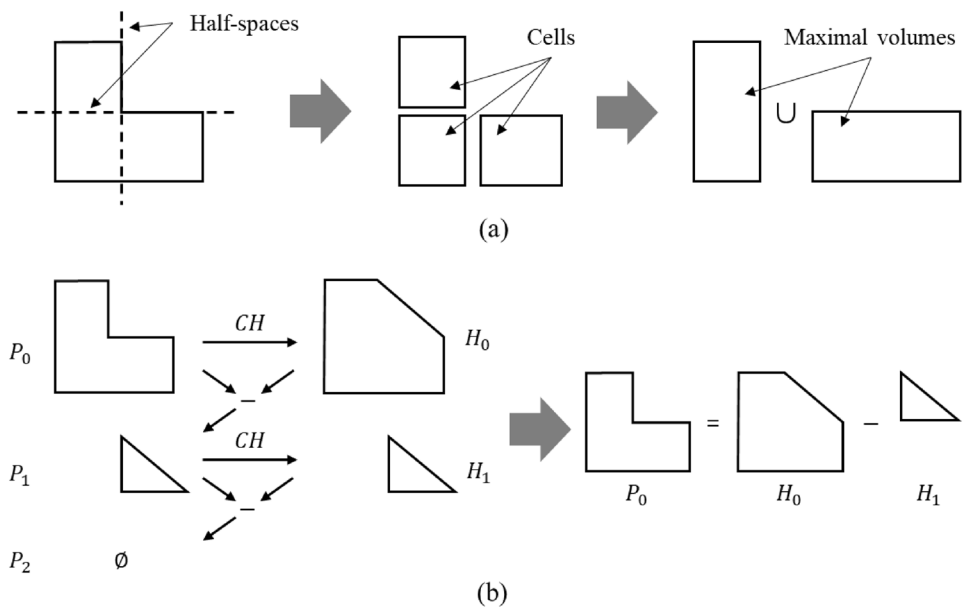 Half-spaces
Cells
Maximal volumes
∪
(a)
CH
P₀
H₀
−
CH
P₁
H₁
−
P₂ ∅
= −
P₀ H₀ H₁
(b)